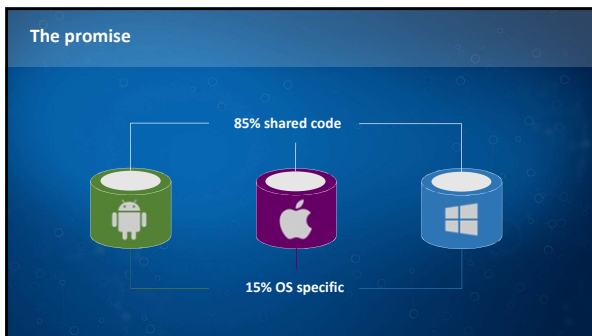 The promise
85% shared code
15% OS specific